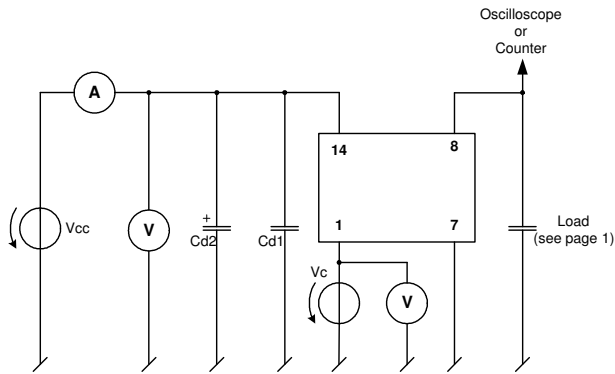 Oscilloscope
or
Counter
A
14
8
Vcc
V
+
Cd2
Cd1
1
7
Load
(see page 1)
Vc
V